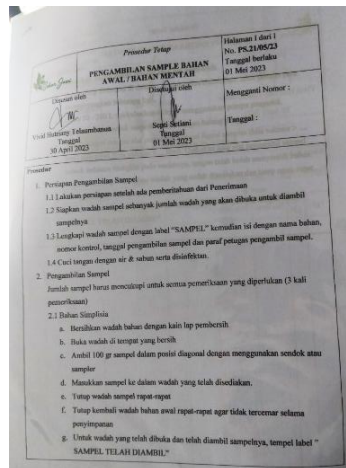 Prosedur Tetap
PENGAMBILAN SAMPLE BAHAN
AWAL / BAHAN MENTAH
Halaman 1 dari 1
No. PS.21/05/23
Tanggal berlaku
01 Mei 2023
Disusun oleh
Tanggal
30 April 2023
Disetujui oleh
Septi Setiani
Tanggal
01 Mei 2023
Mengganti Nomor :
Tanggal :
Prosedur
1. Persiapan Pengambilan Sampel
1.1 Lakukan persiapan setelah ada pemberitahuan dari Penerimaan
1.2 Siapkan wadah sampel sebanyak jumlah wadah yang akan dibuka untuk diambil
sampelnya
1.3 Lengkapi wadah sampel dengan label "SAMPEL" kemudian isi dengan nama bahan,
nomor kontrol, tanggal pengambilan sampel dan paraf petugas pengambil sampel.
1.4 Cuci tangan dengan air & sabun serta disinfektan.
2. Pengambilan Sampel
Jumlah sampel harus mencukupi untuk semua pemeriksaan yang diperlukan (3 kali
pemeriksaan)
2.1 Bahan Simplisia
a. Bersihkan wadah bahan dengan kain lap pembersih
b. Buka wadah di tempat yang bersih
c. Ambil 100 gr sampel dalam posisi diagonal dengan menggunakan sendok atau
sampler
d. Masukkan sampel ke dalam wadah yang telah disediakan.
e. Tutup wadah sampel rapat-rapat
f. Tutup kembali wadah bahan awal rapat-rapat agar tidak tercemar selama
penyimpanan
g. Untuk wadah yang telah dibuka dan telah diambil sampelnya, tempel label "
SAMPEL TELAH DIAMBIL"